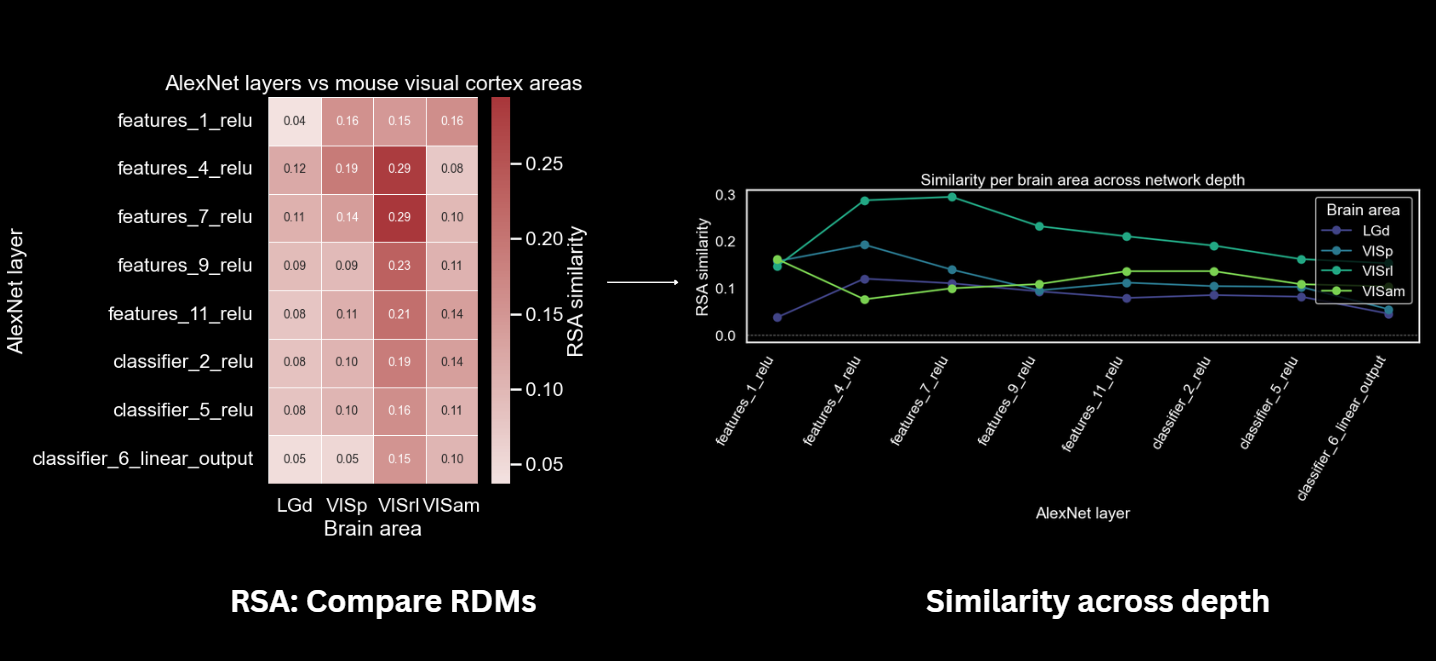 AlexNet layers vs mouse visual cortex areas
AlexNet layer
features_1_relu 0.04 0.16 0.15 0.16
features_4_relu 0.12 0.19 0.29 0.08
features_7_relu 0.11 0.14 0.29 0.10
features_9_relu 0.09 0.09 0.23 0.11
features_11_relu 0.08 0.11 0.21 0.14
classifier_2_relu 0.08 0.10 0.19 0.14
classifier_5_relu 0.08 0.10 0.16 0.11
classifier_6_linear_output 0.05 0.05 0.15 0.10
LGd VISp VISrl VISam
Brain area
0.25
0.20
0.15
0.10
0.05
RSA similarity
RSA: Compare RDMs
Similarity per brain area across network depth
RSA similarity
0.3
0.2
0.1
0.0
Brain area
LGd
VISp
VISrl
VISam
features_1_relu
features_4_relu
features_7_relu
features_9_relu
features_11_relu
classifier_2_relu
classifier_5_relu
classifier_6_linear_output
AlexNet layer
Similarity across depth